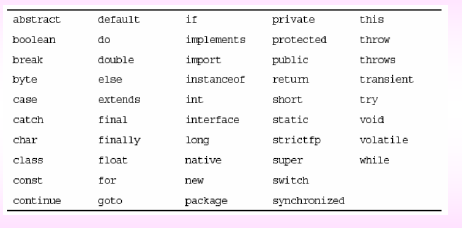 abstract default if private this
boolean do implements protected throw
break double import public throws
byte else instanceof return transient
case extends int short try
catch final interface static void
char finally long strictfp volatile
class float native super while
const for new switch
continue goto package synchronized